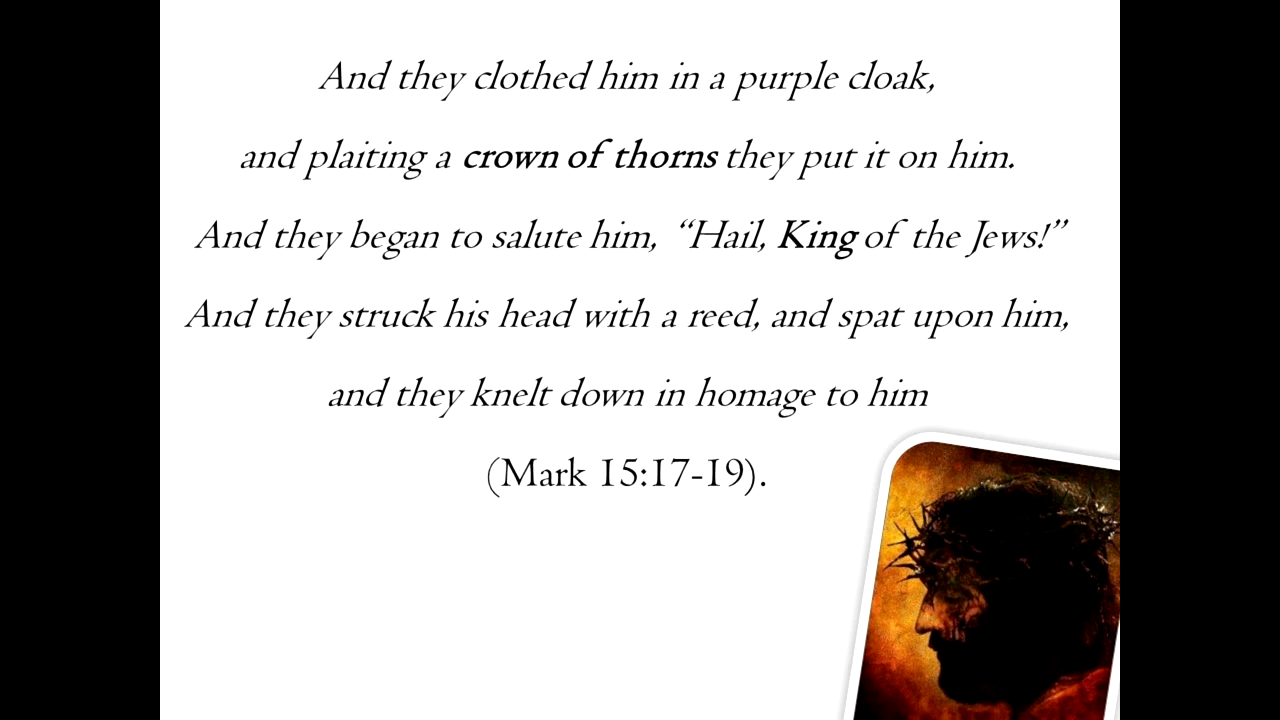 And they clothed him in a purple cloak,
and plaiting a crown of thorns they put it on him.
And they began to salute him, “Hail, King of the Jews!”
And they struck his head with a reed, and spat upon him,
and they knelt down in homage to him
(Mark 15:17-19).